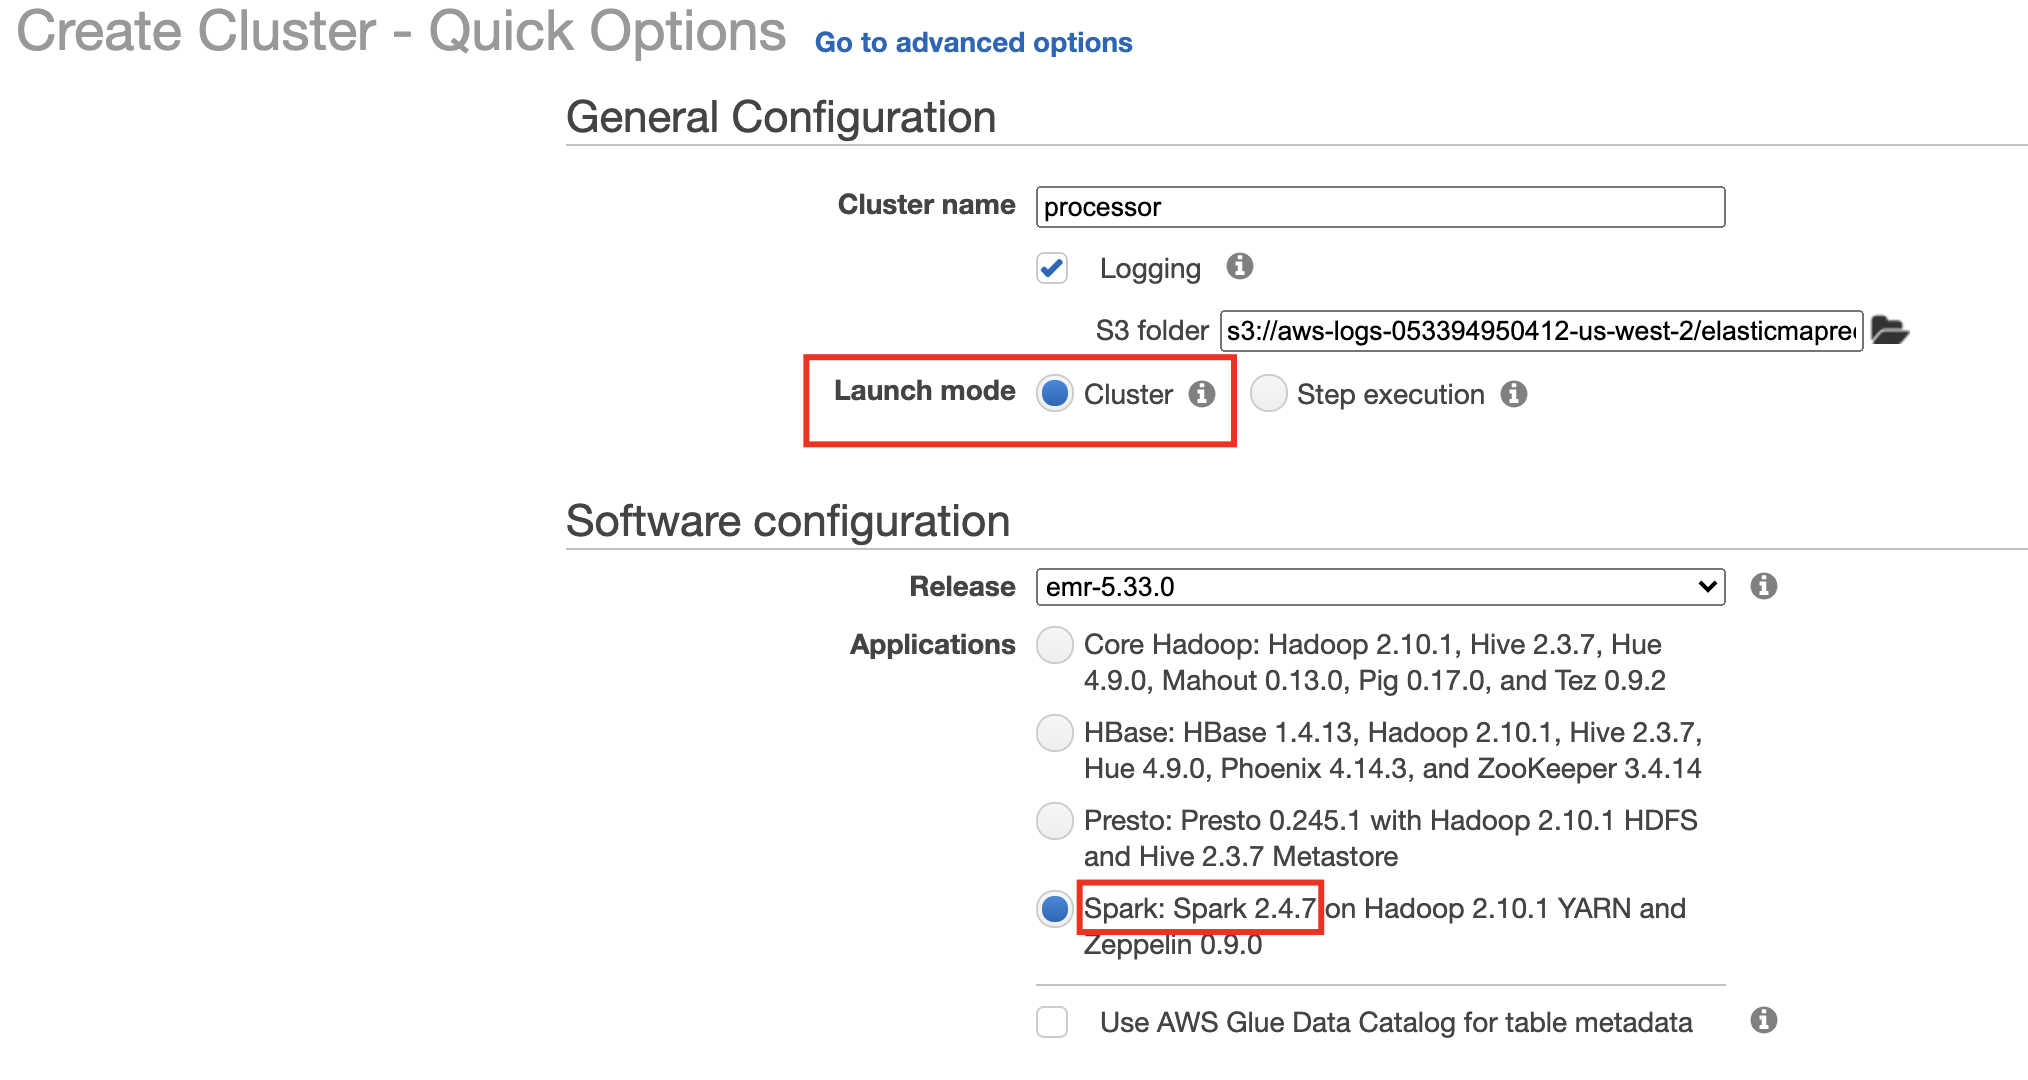 Create Cluster - Quick Options Go to advanced options
General Configuration
Cluster name processor
Logging
S3 folder s3://aws-logs-053394950412-us-west-2/elasticmapre
Launch mode Cluster Step execution
Software configuration
Release emr-5.33.0
Applications Core Hadoop: Hadoop 2.10.1, Hive 2.3.7, Hue
4.9.0, Mahout 0.13.0, Pig 0.17.0, and Tez 0.9.2
HBase: HBase 1.4.13, Hadoop 2.10.1, Hive 2.3.7,
Hue 4.9.0, Phoenix 4.14.3, and ZooKeeper 3.4.14
Presto: Presto 0.245.1 with Hadoop 2.10.1 HDFS
and Hive 2.3.7 Metastore
Spark: Spark 2.4.7 on Hadoop 2.10.1 YARN and
Zeppelin 0.9.0
Use AWS Glue Data Catalog for table metadata